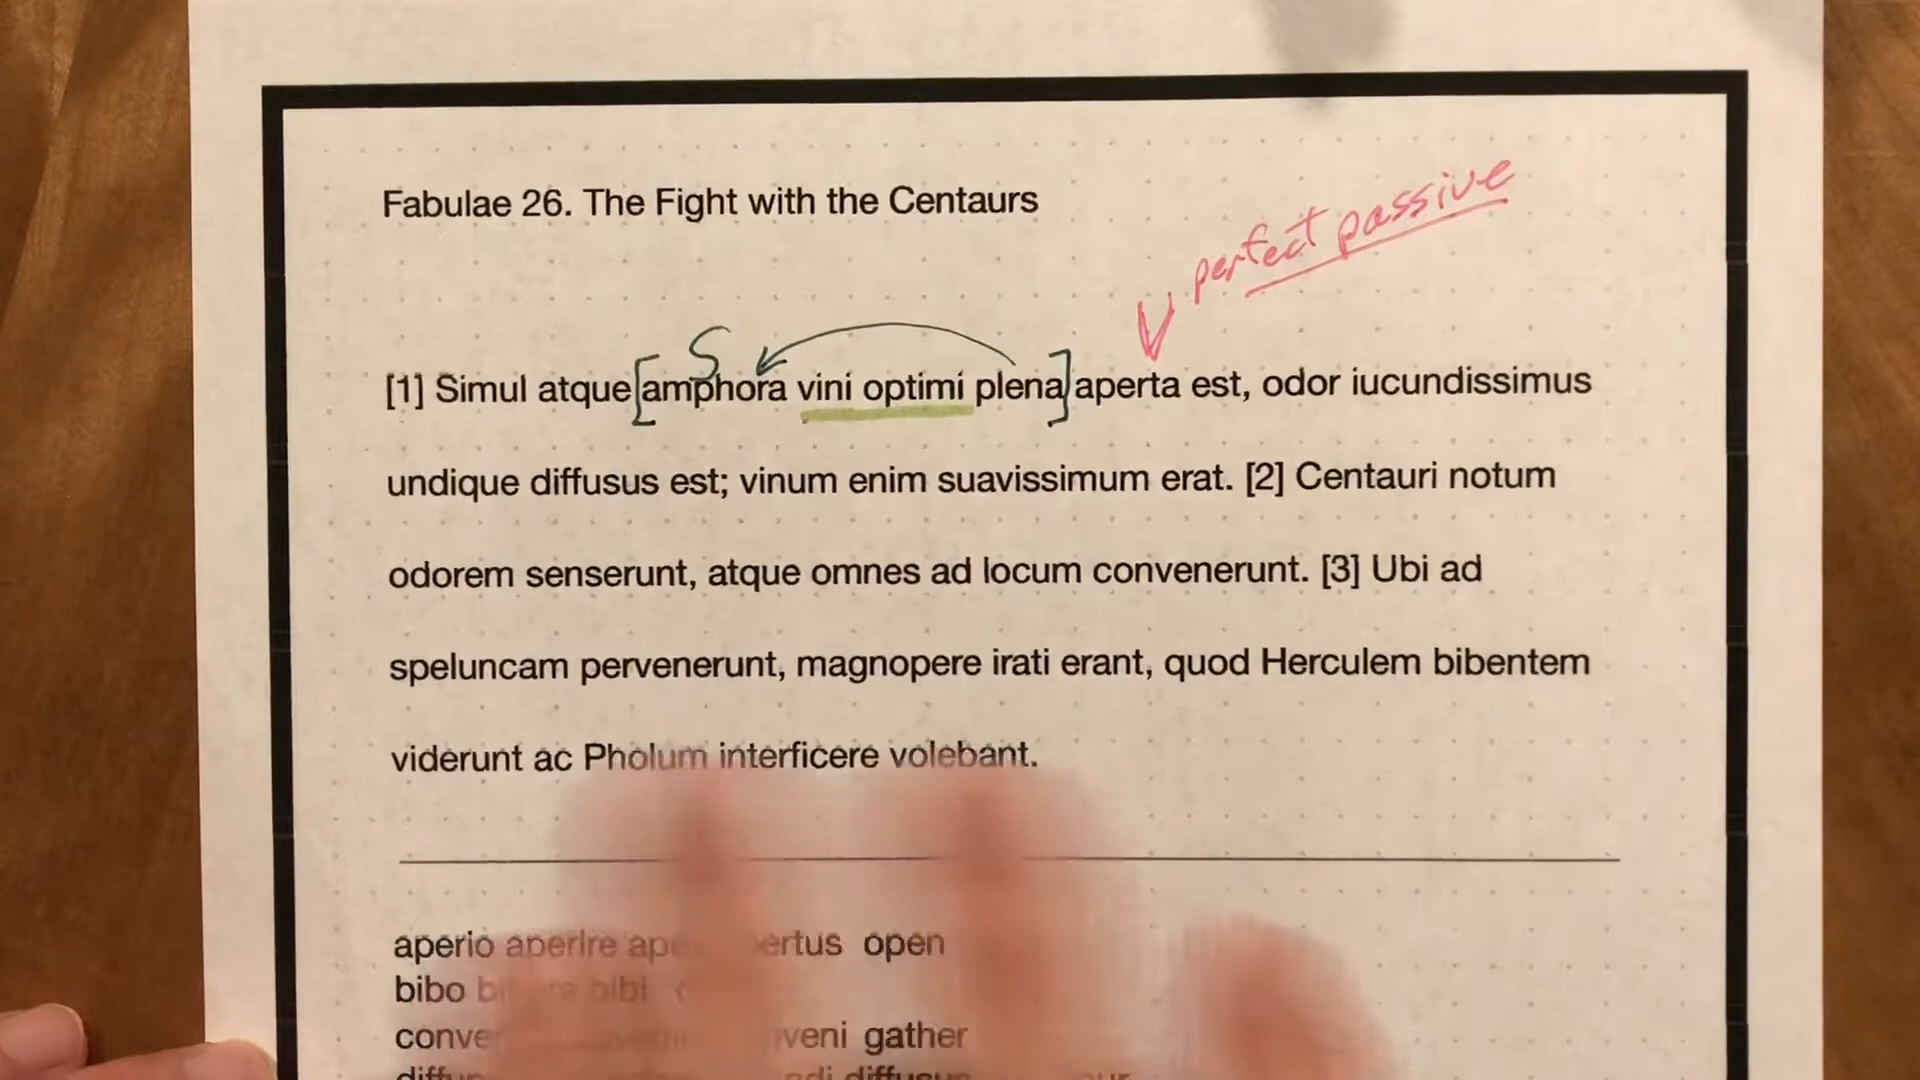 Fabulae 26. The Fight with the Centaurs
perfect passive
S
[1] Simul atque [amphora vini optimi plena] aperta est, odor iucundissimus
undique diffusus est; vinum enim suavissimum erat. [2] Centauri notum
odorem senserunt, atque omnes ad locum convenerunt. [3] Ubi ad
speluncam pervenerunt, magnopere irati erant, quod Herculem bibentem
viderunt ac Pholum interficere volebant.
aperio aperire open
bibo bibi
gather